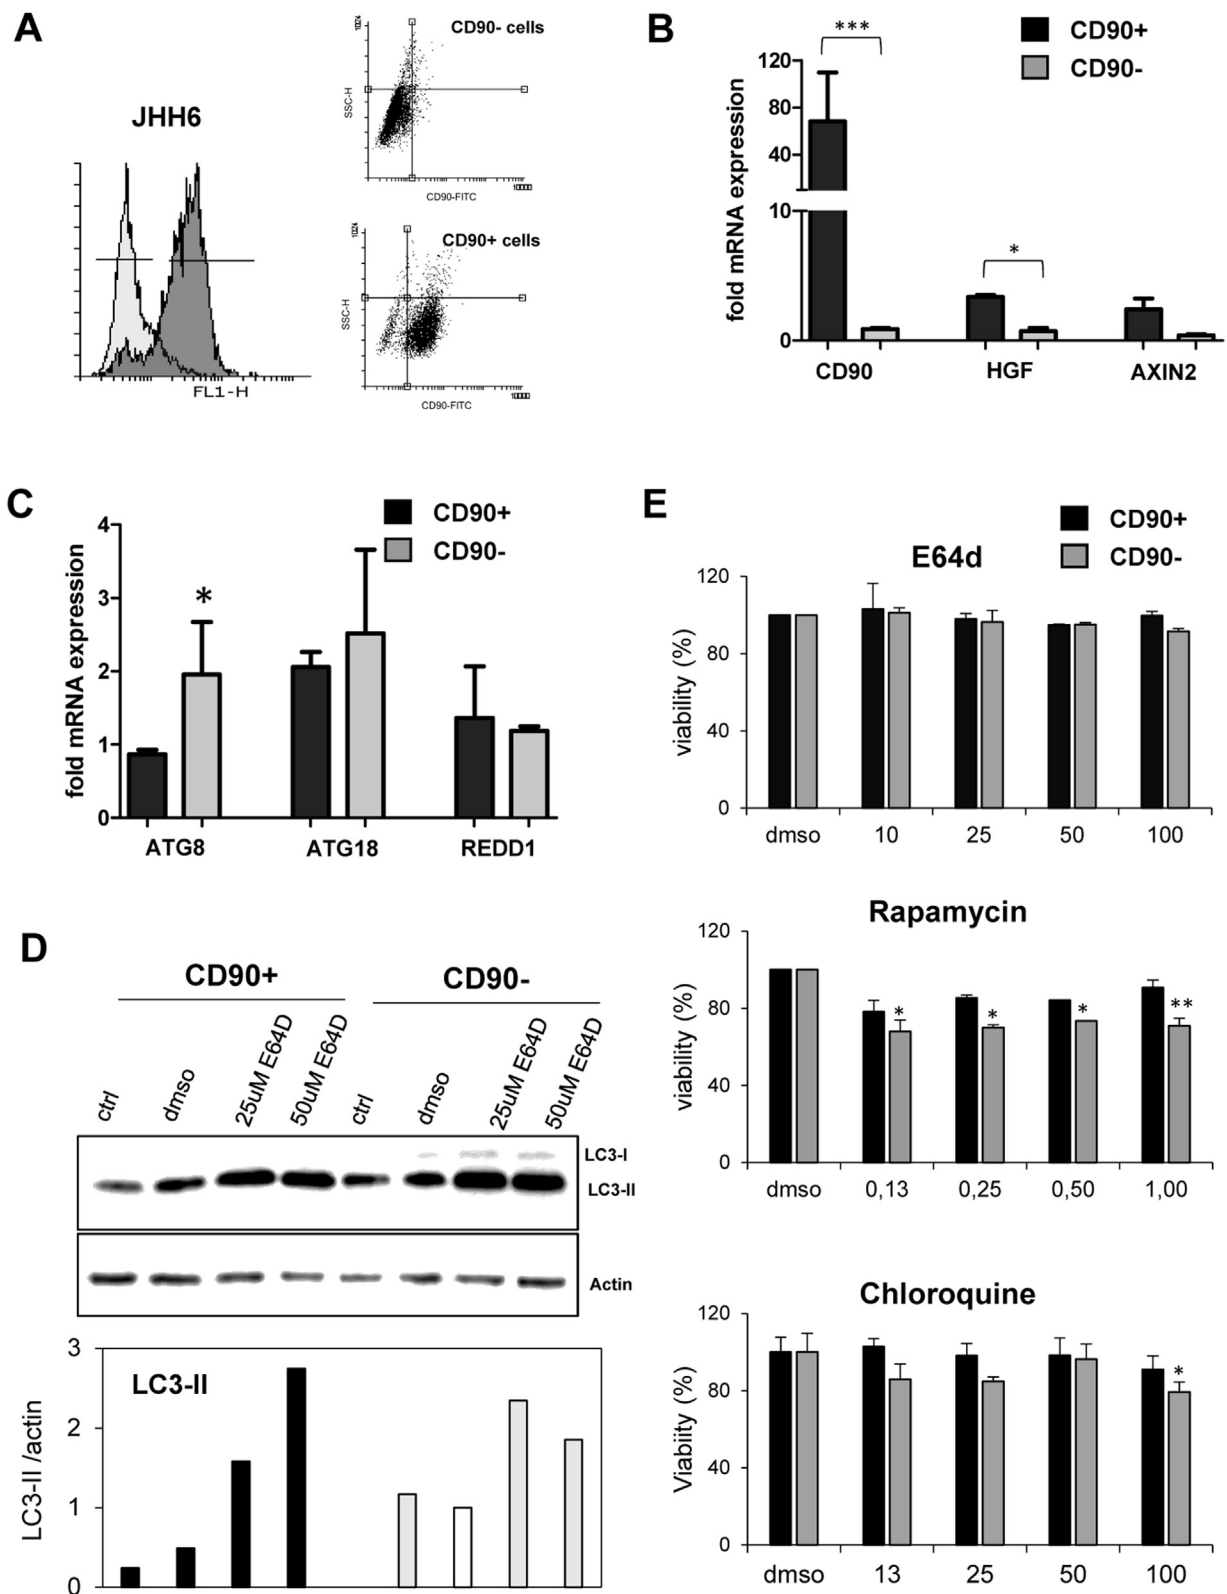 A
JHH6
FL1-H
1024
SSC-H
CD90- cells
CD90-FITC
1024
SSC-H
CD90+ cells
CD90-FITC
B
CD90+
CD90-
***
*
fold mRNA expression
120
80
40
10
0
CD90 HGF AXIN2
C
CD90+
CD90-
fold mRNA expression
4
3
2
1
0
*
ATG8 ATG18 REDD1
D
CD90+ CD90-
ctrl dmso 25uM E64D 50uM E64D ctrl dmso 25uM E64D 50uM E64D
LC3-I
LC3-II
Actin
LC3-II
LC3-II /actin
3
2
1
0
E
CD90+
CD90-
E64d
viability (%)
120
80
40
0
dmso 10 25 50 100
Rapamycin
viability (%)
120
80
40
0
* * * **
dmso 0,13 0,25 0,50 1,00
Chloroquine
Viabiity (%)
120
80
40
0
*
dmso 13 25 50 100